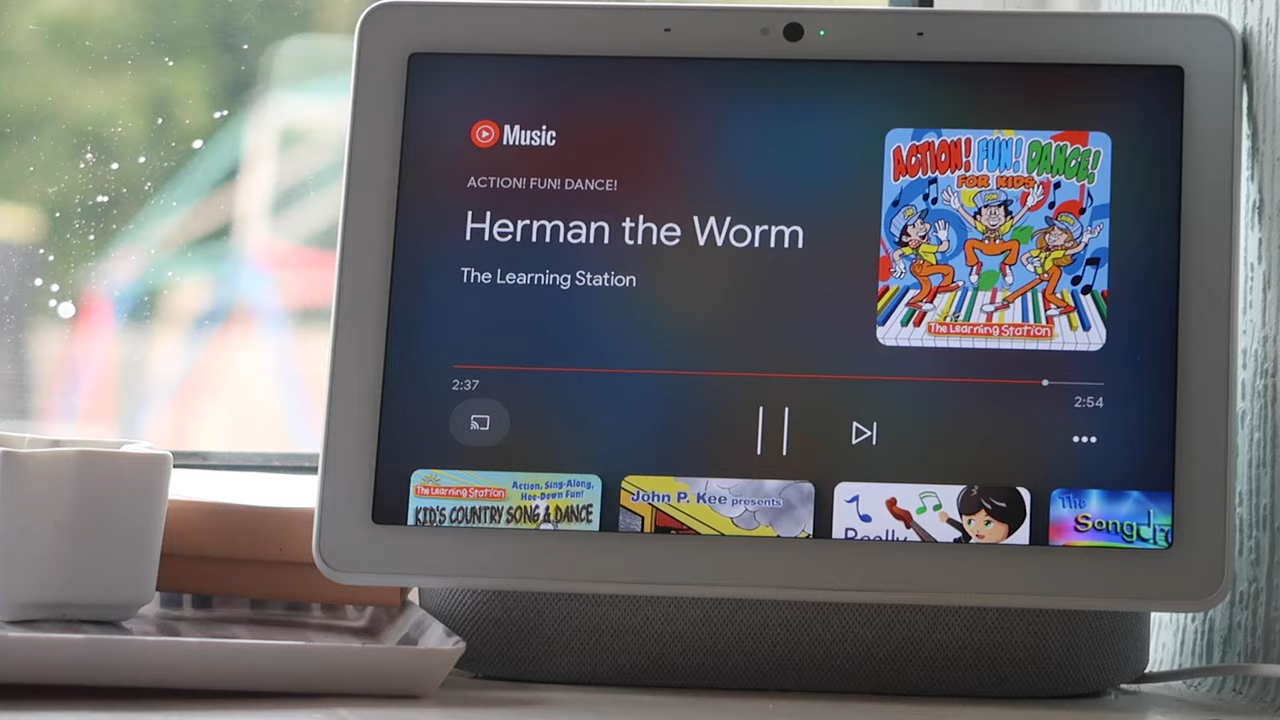 Music
ACTION! FUN! DANCE!
Herman the Worm
The Learning Station
ACTION! FUN! DANCE!
FOR KIDS
The Learning Station
2:37
2:54
The Learning Station
Action, Sing-Along,
Hoe-Down Fun!
KID'S COUNTRY SONG & DANCE
John P. Kee presents
Really
The
Songdr